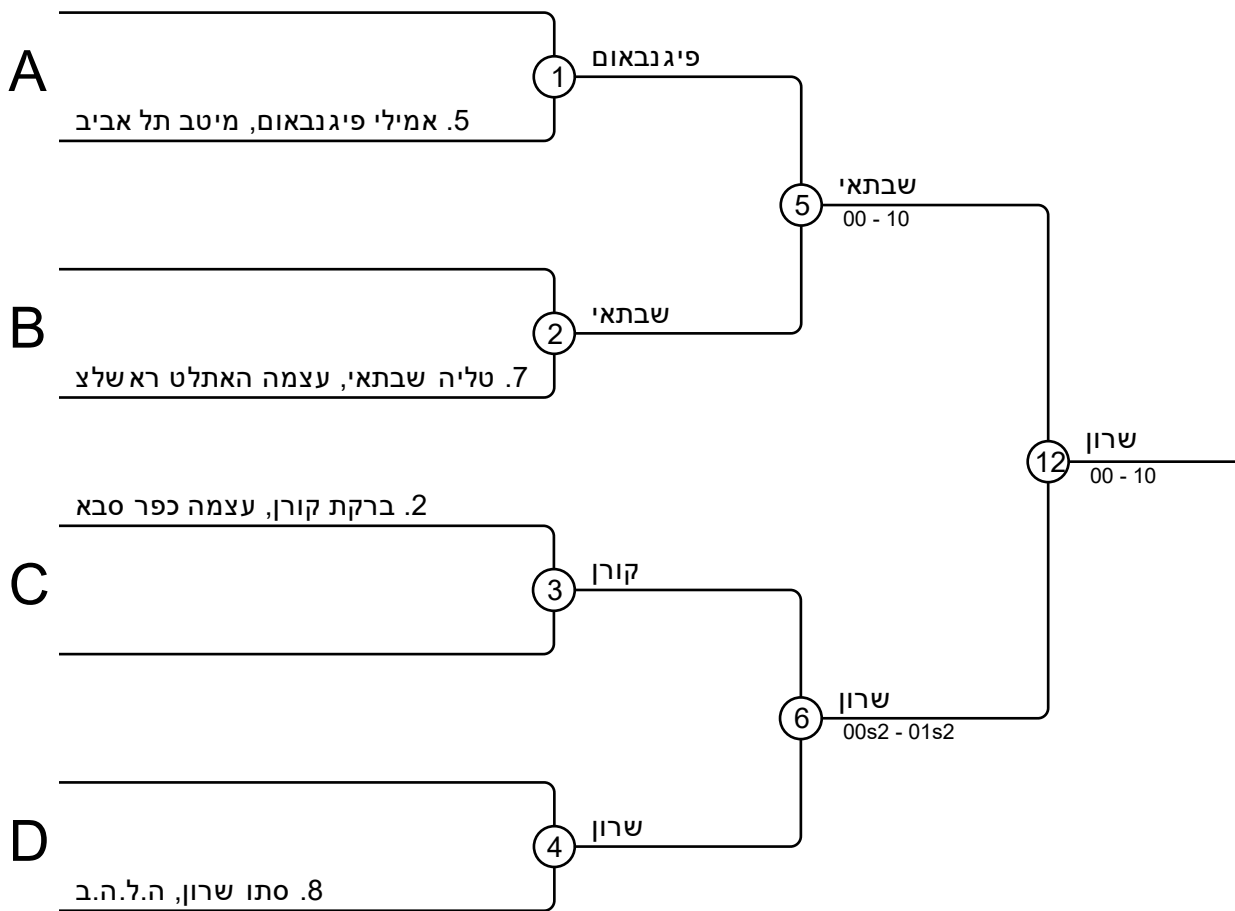 A
1
פיגנבאום
5. אמילי פיגנבאום, מיטב תל אביב
5
שבתאי
00 - 10
B
2
שבתאי
7. טליה שבתאי, עצמה האתלט ראשלצ
12
שרון
00 - 10
2. ברקת קורן, עצמה כפר סבא
C
3
קורן
6
שרון
00s2 - 01s2
D
4
שרון
8. סתו שרון, ה.ל.ה.ב